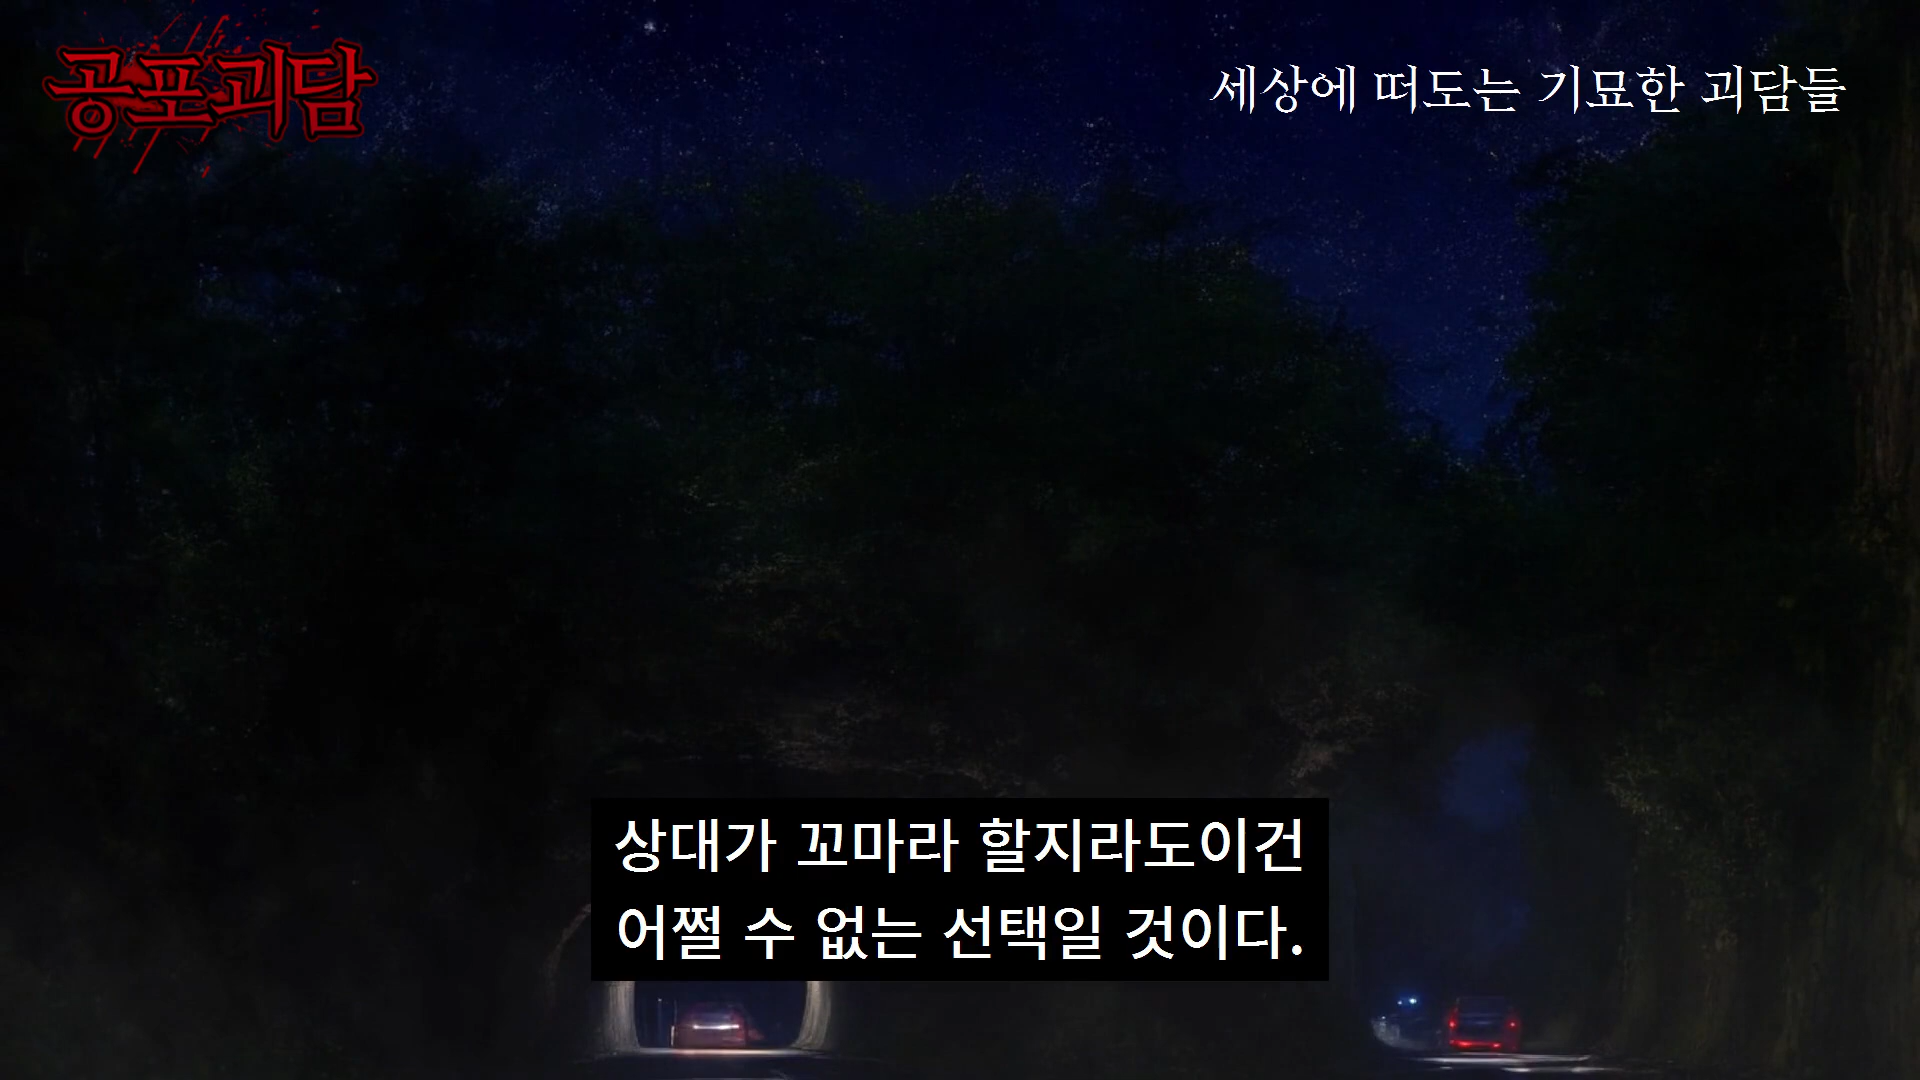 공포괴담
세상에 떠도는 기묘한 괴담들
상대가 꼬마라 할지라도이건
어쩔 수 없는 선택일 것이다.